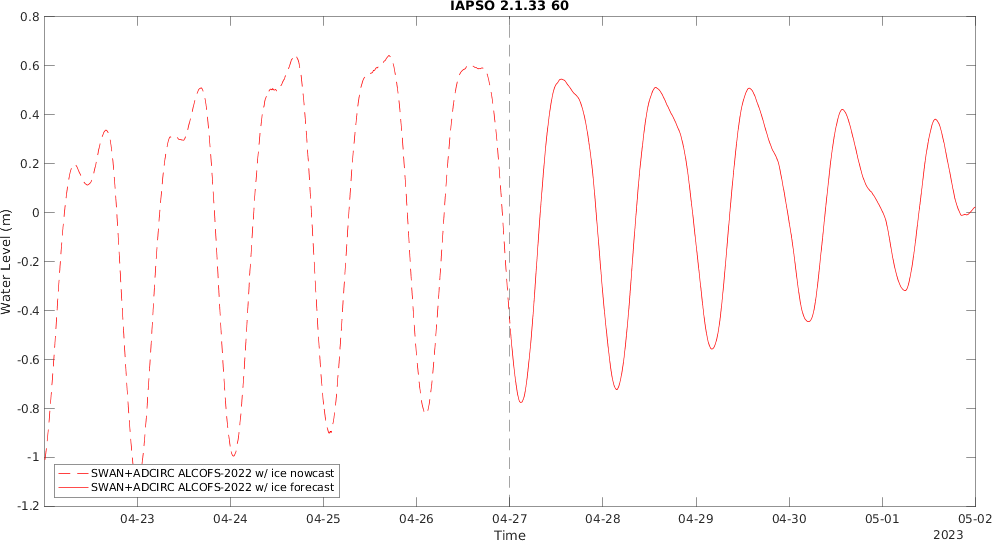 IAPSO 2.1.33 60
0.8
0.6
0.4
0.2
0
-0.2
-0.4
-0.6
-0.8
-1
-1.2
Water Level (m)
SWAN+ADCIRC ALCOFS-2022 w/ ice nowcast
SWAN+ADCIRC ALCOFS-2022 w/ ice forecast
04-23 04-24 04-25 04-26 04-27 04-28 04-29 04-30 05-01 05-02
Time
2023